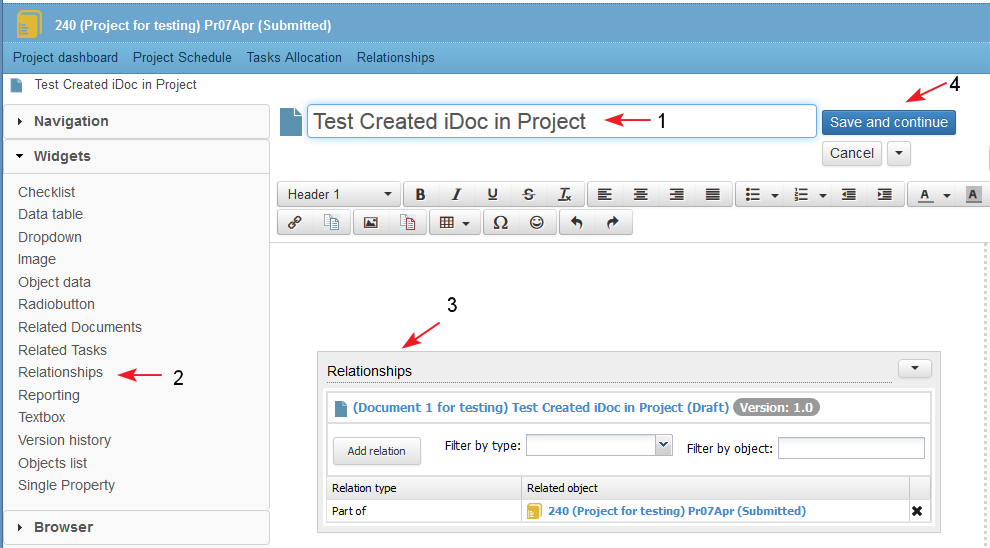 240 (Project for testing) Pr07Apr (Submitted)
Project dashboard Project Schedule Tasks Allocation Relationships
Test Created iDoc in Project
4
Navigation
Test Created iDoc in Project 1
Save and continue
Widgets
Cancel
Checklist
Header 1 B I U S Tx A A
Data table
Dropdown
Ω
Image
Object data
Radiobutton
3
Related Documents
Related Tasks
Relationships 2
Relationships
Reporting
(Document 1 for testing) Test Created iDoc in Project (Draft) Version: 1.0
Textbox
Version history
Add relation Filter by type: Filter by object:
Objects list
Single Property
Relation type Related object
Part of 240 (Project for testing) Pr07Apr (Submitted)
Browser